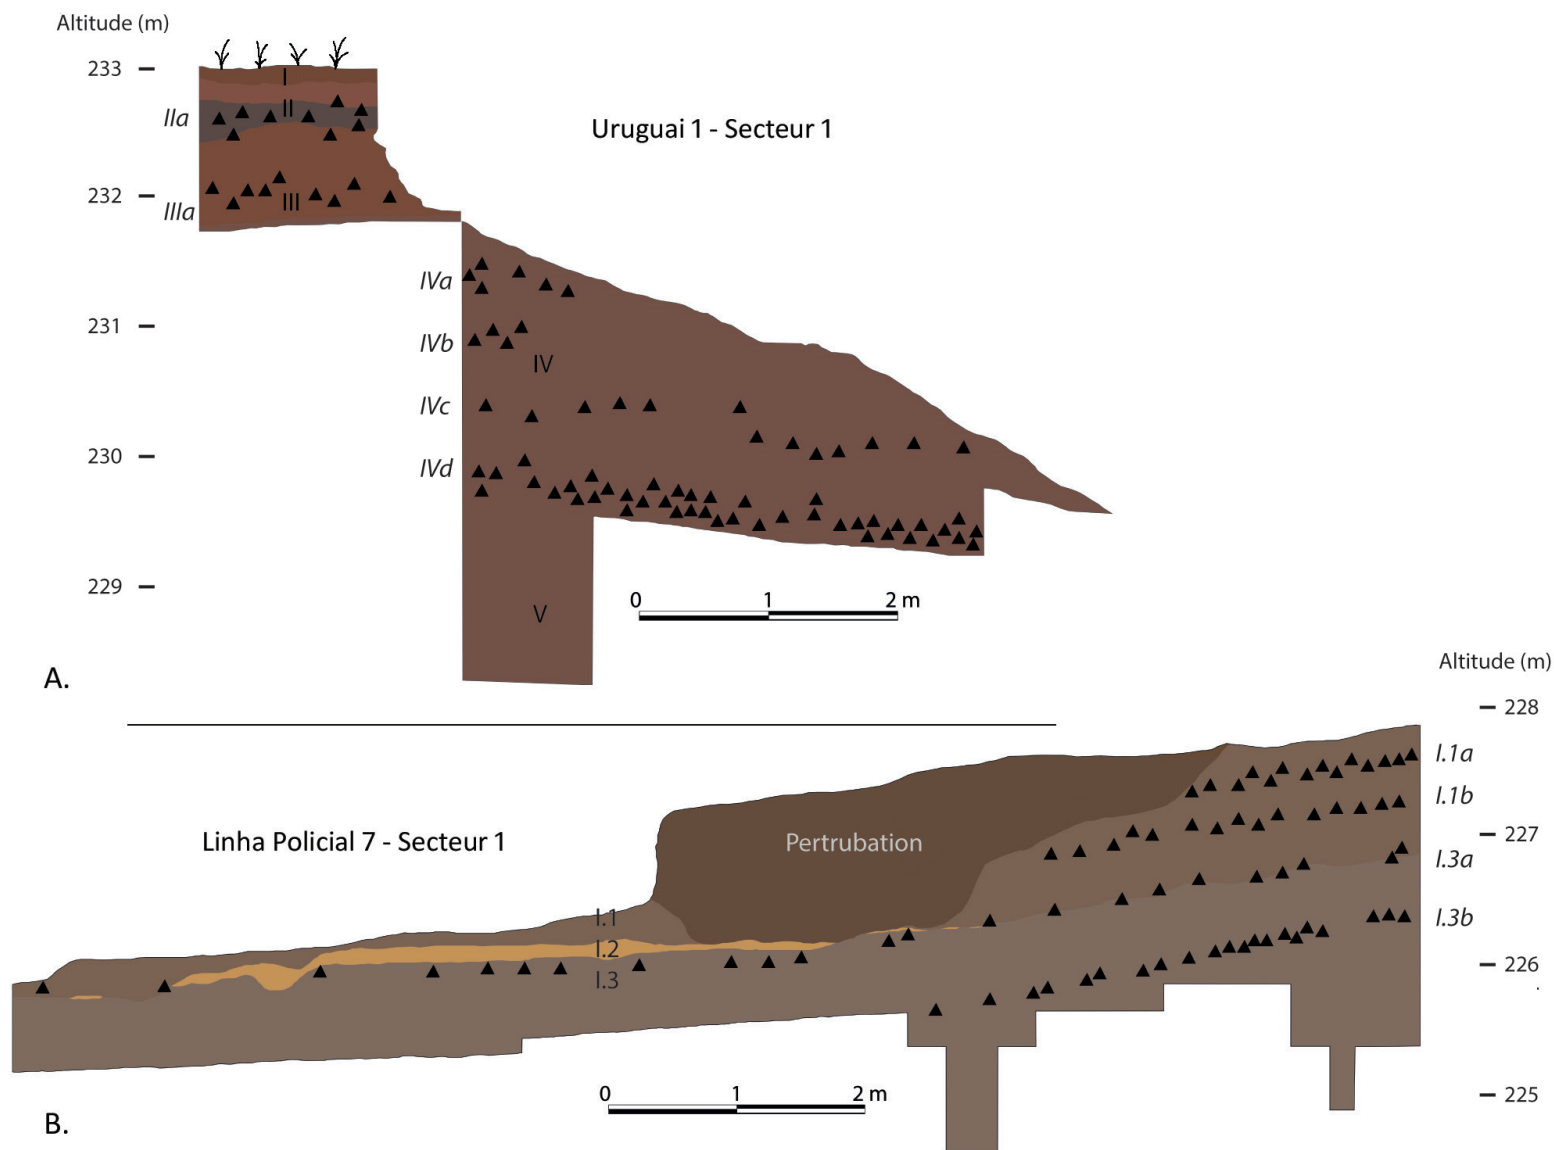 Altitude (m)
233
232
231
230
229
I
II
III
IIa
IIIa
Uruguai 1 - Secteur 1
IVa
IVb
IVc
IVd
IV
V
0 1 2 m
A.
Altitude (m)
228
227
226
225
I.1a
I.1b
I.3a
I.3b
Linha Policial 7 - Secteur 1
Pertrubation
I.1
I.2
I.3
0 1 2 m
B.